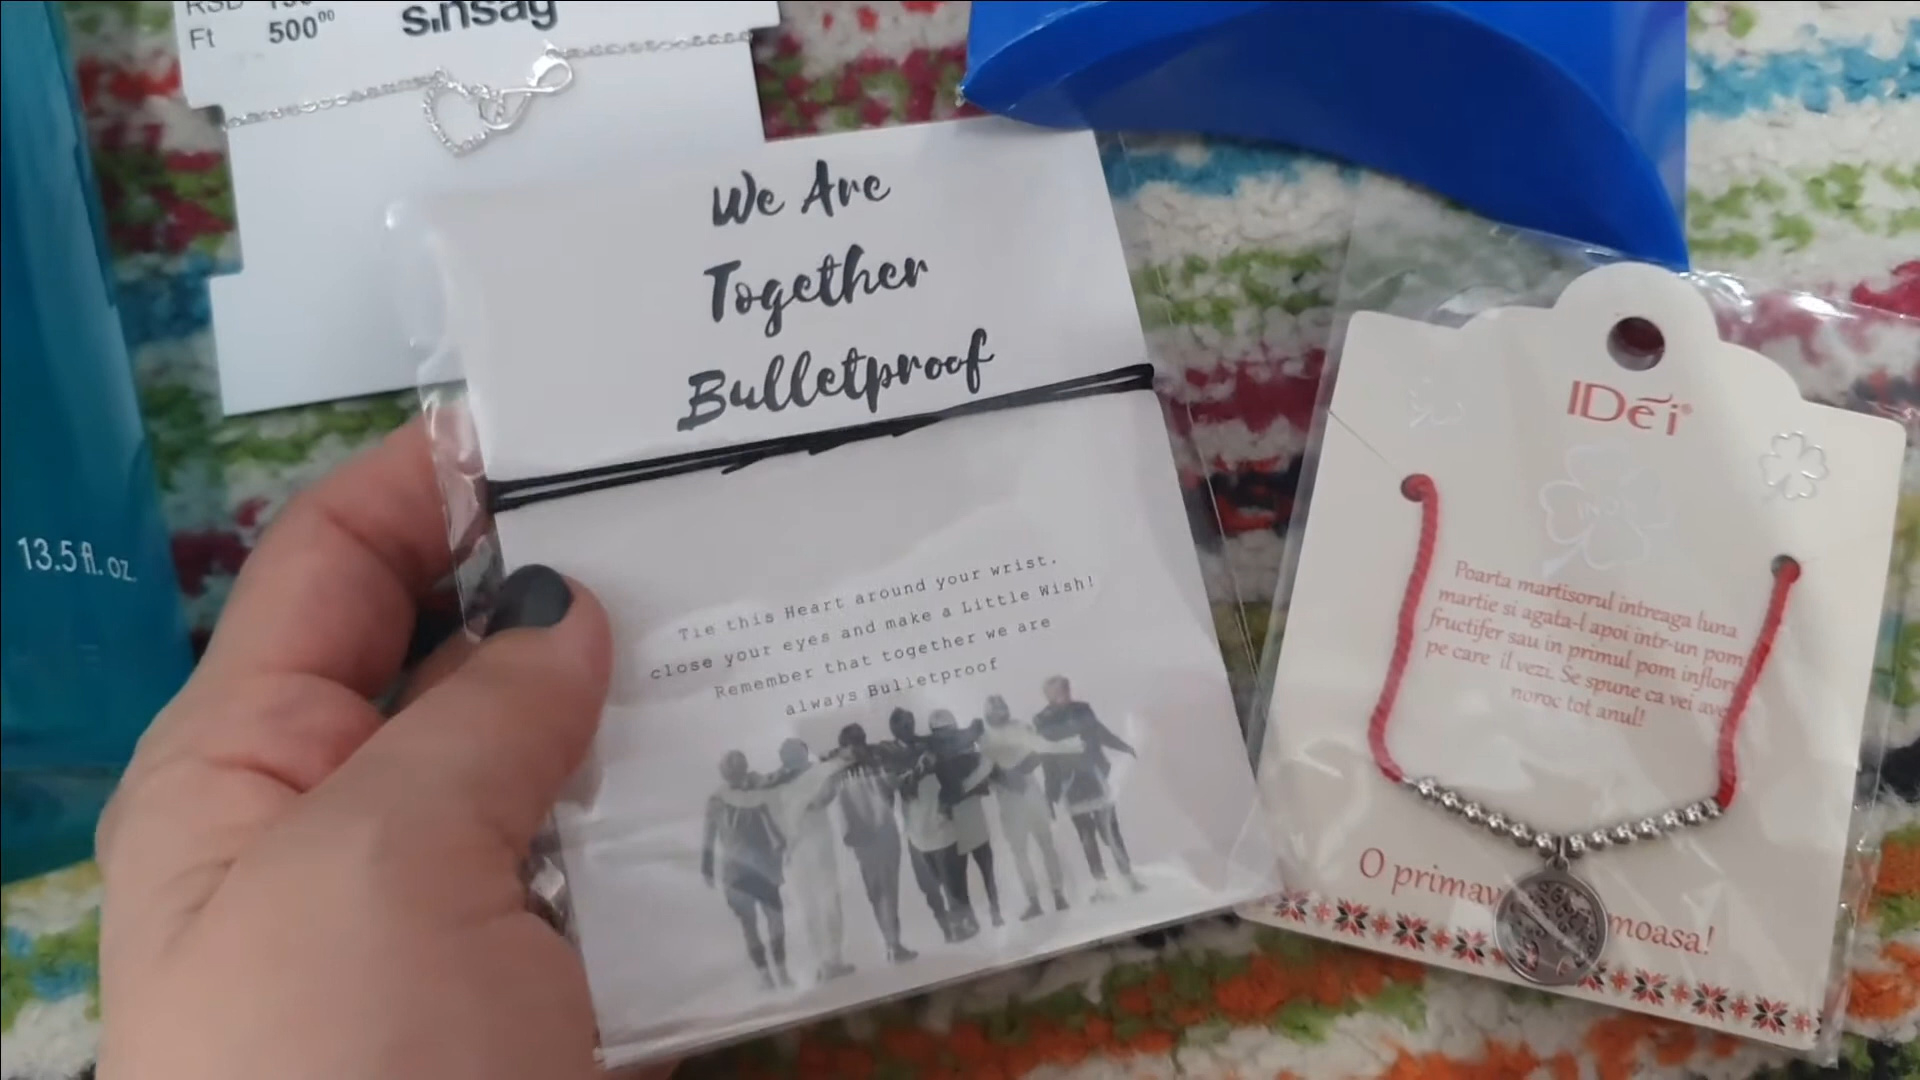 RSD
Ft 500⁰⁰
sinsay
We Are
Together
Bulletproof
Tie this Heart around your wrist.
close your eyes and make a Little Wish!
Remember that together we are
always Bulletproof
13.5 fl. oz.
IDei®
Poarta martisorul intreaga luna
martie si agata-l apoi intr-un pom
fructifer sau in primul pom inflor
pe care il vezi. Se spune ca vei ave
noroc tot anul!
O primav moasa!